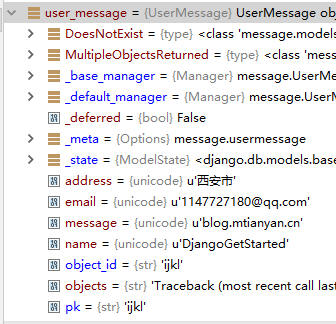 user_message = {UserMessage} UserMessage ob
DoesNotExist = {type} <class 'message.models
MultipleObjectsReturned = {type} <class 'me
_base_manager = {Manager} message.UserMe
_default_manager = {Manager} message.User
_deferred = {bool} False
_meta = {Options} message.usermessage
_state = {ModelState} <django.db.models.base
address = {unicode} u'西安市'
email = {unicode} u'1147727180@qq.com'
message = {unicode} u'blog.mtianyan.cn'
name = {unicode} u'DjangoGetStarted'
object_id = {str} 'ijkl'
objects = {str} 'Traceback (most recent call last
pk = {str} 'ijkl'